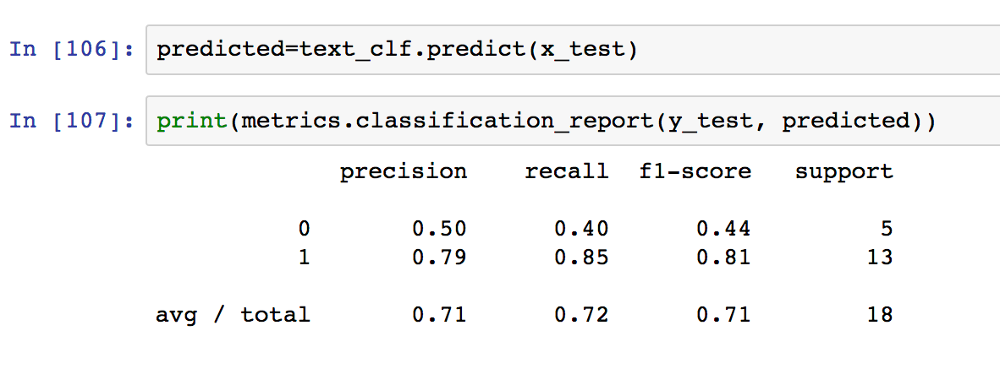 In [106]: predicted=text_clf.predict(x_test)
In [107]: print(metrics.classification_report(y_test, predicted))
precision recall f1-score support
0 0.50 0.40 0.44 5
1 0.79 0.85 0.81 13
avg / total 0.71 0.72 0.71 18